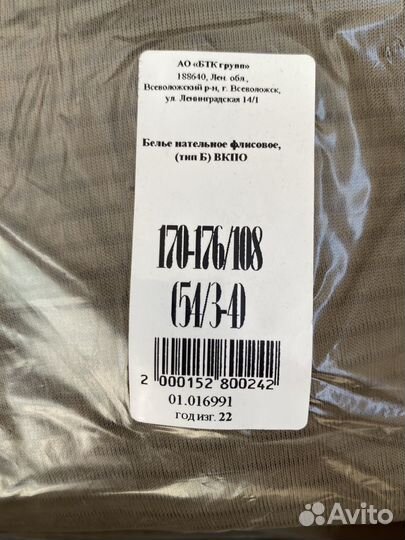 АО «БТК групп»
188640, Лен. обл.,
Всеволожский р-н, г. Всеволожск,
ул. Ленинградская 14/1
Белье нательное флисовое,
(тип Б) ВКПО
170-176/108
(54/3-4)
2 000152 800242
01.016991
ГОД ИЗГ. 22
Avito